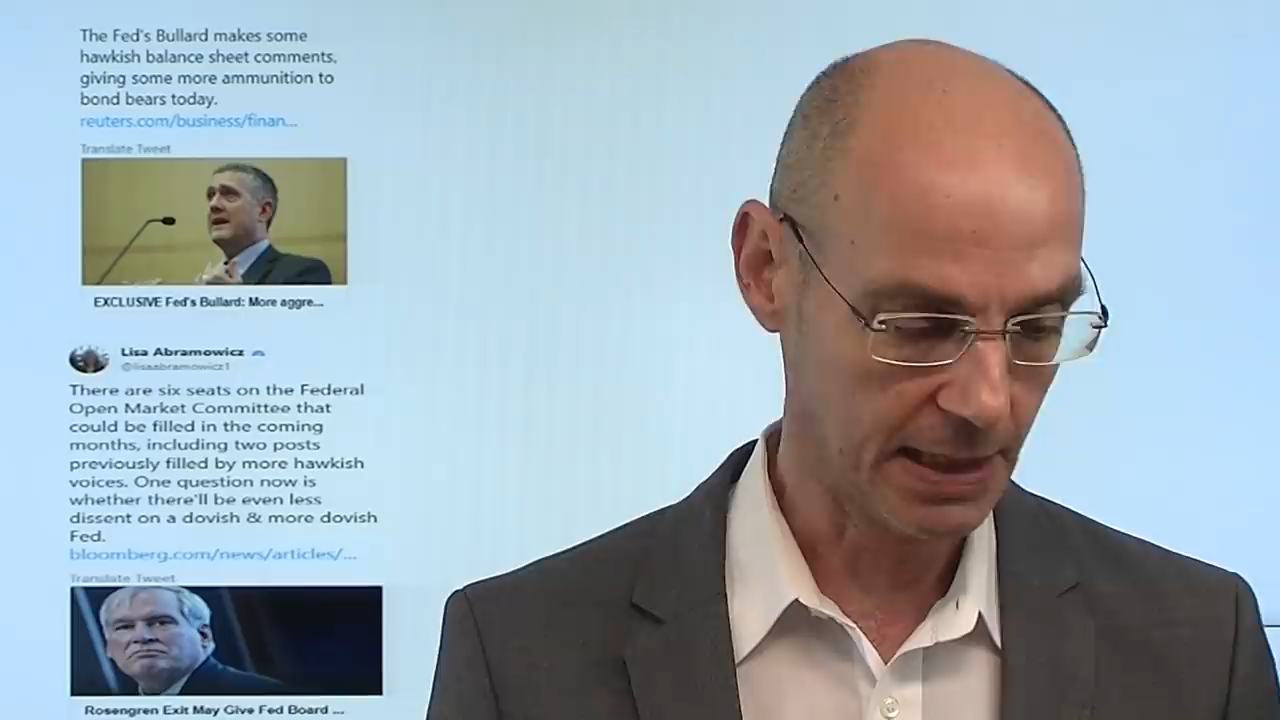 The Fed's Bullard makes some
hawkish balance sheet comments,
giving some more ammunition to
bond bears today.
reuters.com/business/finan...
Translate Tweet
EXCLUSIVE Fed's Bullard: More aggre...
Lisa Abramowicz
@lisaabramowicz1
There are six seats on the Federal
Open Market Committee that
could be filled in the coming
months, including two posts
previously filled by more hawkish
voices. One question now is
whether there'll be even less
dissent on a dovish & more dovish
Fed.
bloomberg.com/news/articles/...
Translate Tweet
Rosengren Exit May Give Fed Board ...